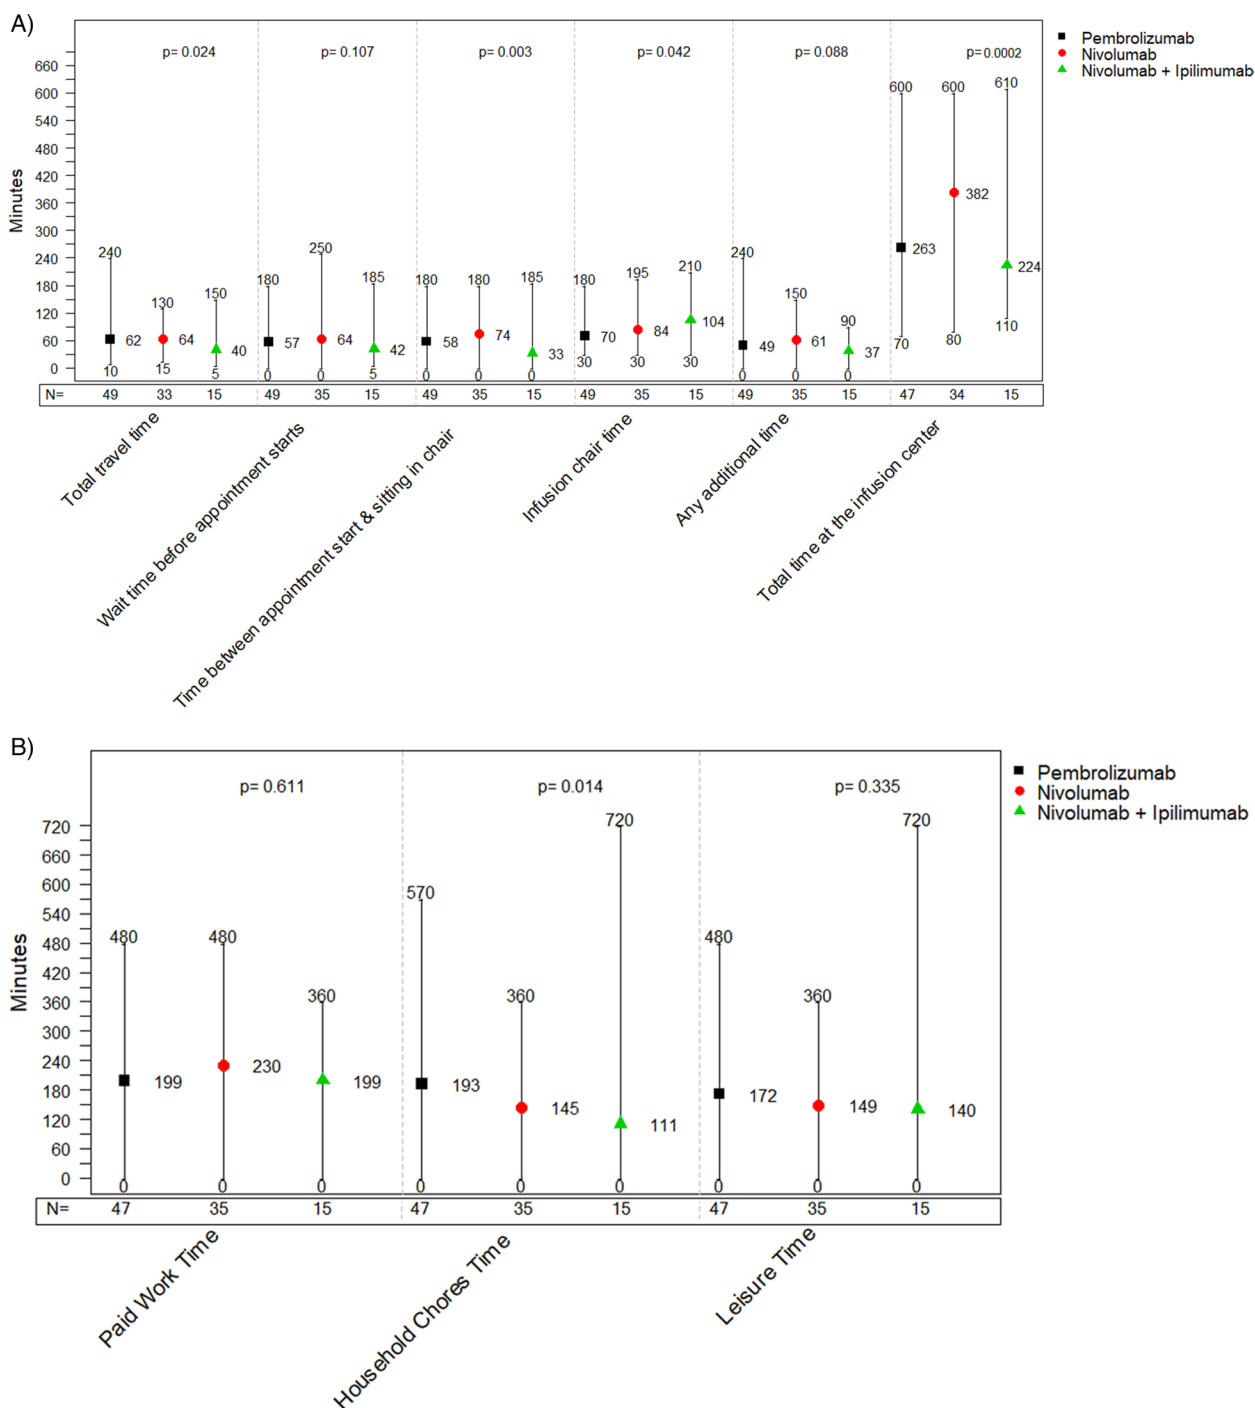 A)
p= 0.024 p= 0.107 p= 0.003 p= 0.042 p= 0.088 p= 0.0002
Pembrolizumab
Nivolumab
Nivolumab + Ipilimumab
Minutes
660
600
540
480
420
360
300
240
180
120
60
0
240 62 10
130 64 15
150 40 5
180 57 0
250 64 0
185 42 5
180 58 0
180 74 0
185 33 0
180 70 30
195 84 30
210 104 30
240 49 0
150 61 0
90 37 0
600 263 70
600 382 80
610 224 110
N= 49 33 15 49 35 15 49 35 15 49 35 15 49 35 15 47 34 15
Total travel time
Wait time before appointment starts
Time between appointment start & sitting in chair
Infusion chair time
Any additional time
Total time at the infusion center
B)
p= 0.611 p= 0.014 p= 0.335
Pembrolizumab
Nivolumab
Nivolumab + Ipilimumab
Minutes
720
660
600
540
480
420
360
300
240
180
120
60
0
480 199 0
480 230 0
360 199 0
570 193 0
360 145 0
720 111 0
480 172 0
360 149 0
720 140 0
N= 47 35 15 47 35 15 47 35 15
Paid Work Time
Household Chores Time
Leisure Time